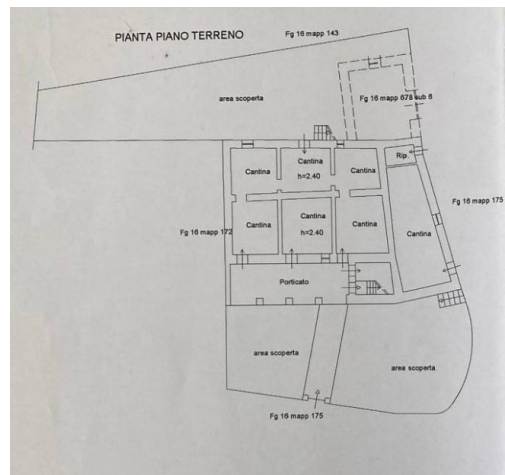 PIANTA PIANO TERRENO
Fg 16 mapp 143
area scoperta
Fg 16 mapp 678 sub 6
Cantina
Cantina
h=2.40
Cantina
Rip.
Fg 16 mapp 175
Fg 16 mapp 172
Cantina
Cantina
h=2.40
Cantina
Cantina
Porticato
area scoperta
area scoperta
Fg 16 mapp 175